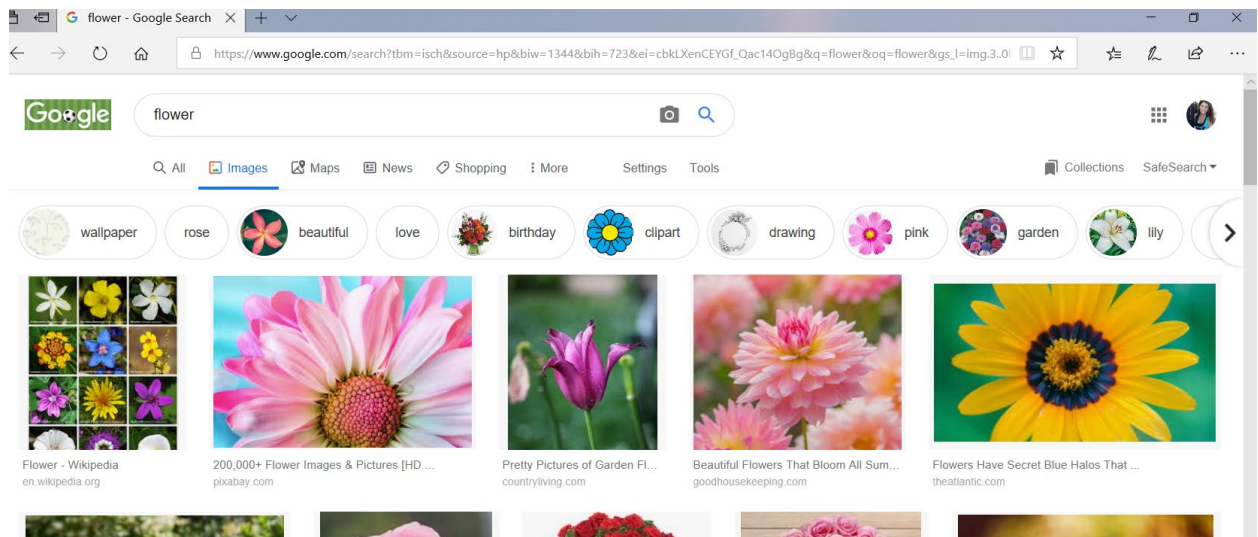 flower - Google Search
https://www.google.com/search?tbm=isch&source=hp&biw=1344&bih=723&ei=cbkLXenCEYGf_Qac14OgBg&q=flower&oq=flower&gs_l=img.3..0l
Google
flower
All Images Maps News Shopping More Settings Tools Collections SafeSearch
wallpaper rose beautiful love birthday clipart drawing pink garden lily
Flower - Wikipedia
en.wikipedia.org
200,000+ Flower Images & Pictures [HD ...
pixabay.com
Pretty Pictures of Garden Fl...
countryliving.com
Beautiful Flowers That Bloom All Sum...
goodhousekeeping.com
Flowers Have Secret Blue Halos That ...
theatlantic.com